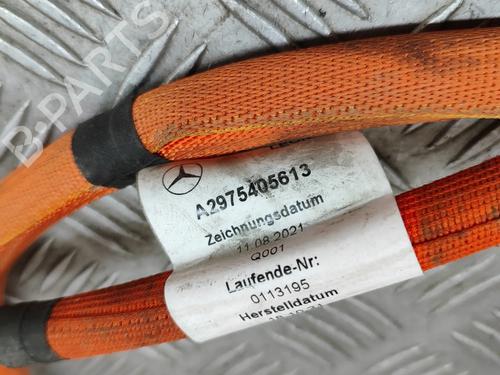 B-PARTS
A2975405613
Zeichnungsdatum
11.08.2021
Q001
Laufende-Nr:
0113195
Herstelldatum